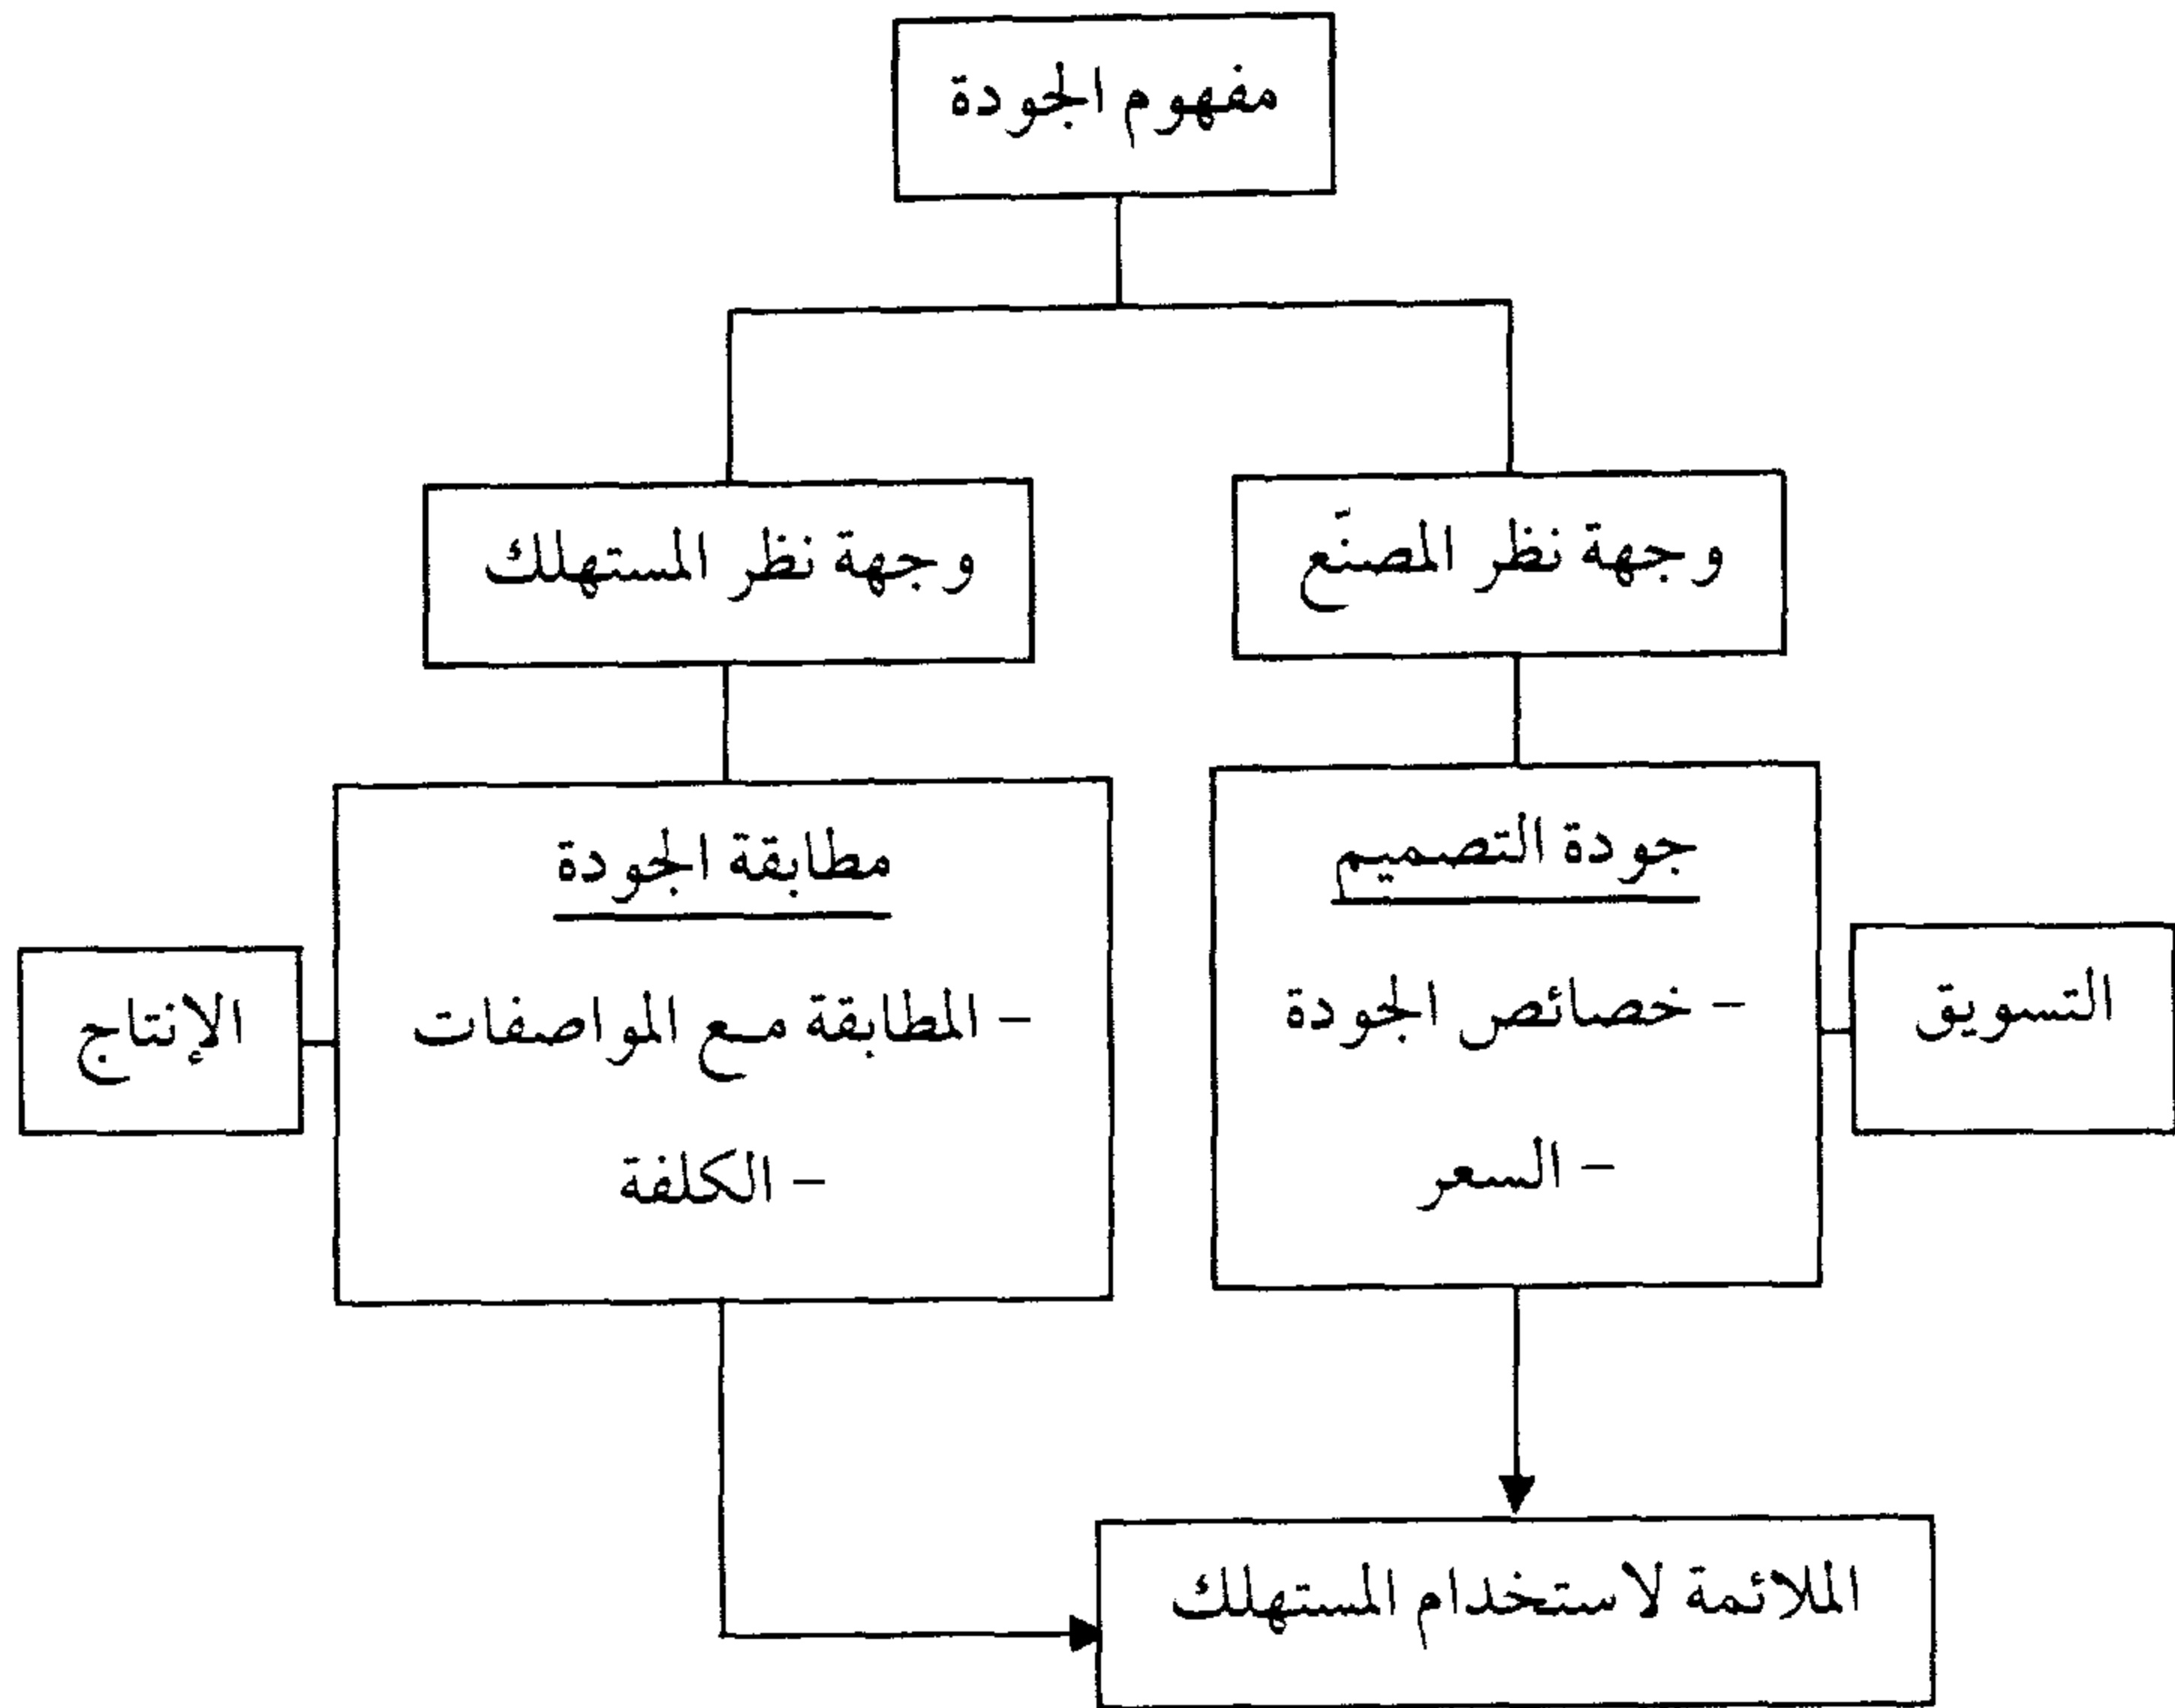 مفهوم الجودة
وجهة نظر المصنّع
وجهة نظر المستهلك
جودة التصميم
- خصائص الجودة
- السعر
التسويق
مطابقة الجودة
- المطابقة مع المواصفات
- الكلفة
الإنتاج
الملائمة لاستخدام المستهلك